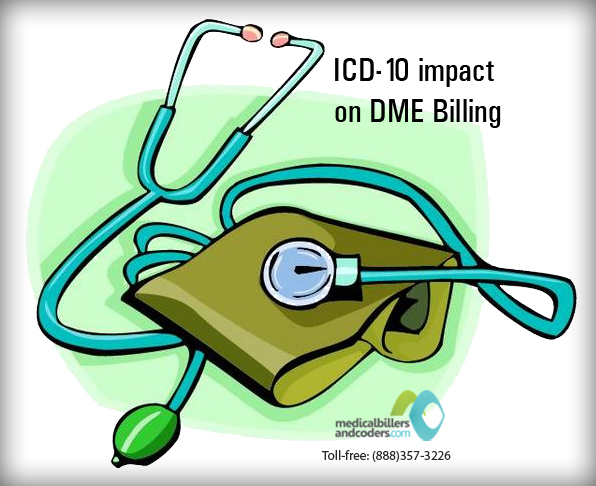 ICD-10 impact
on DME Billing
medicalbillers
andcoders.com
Toll-free: (888)357-3226